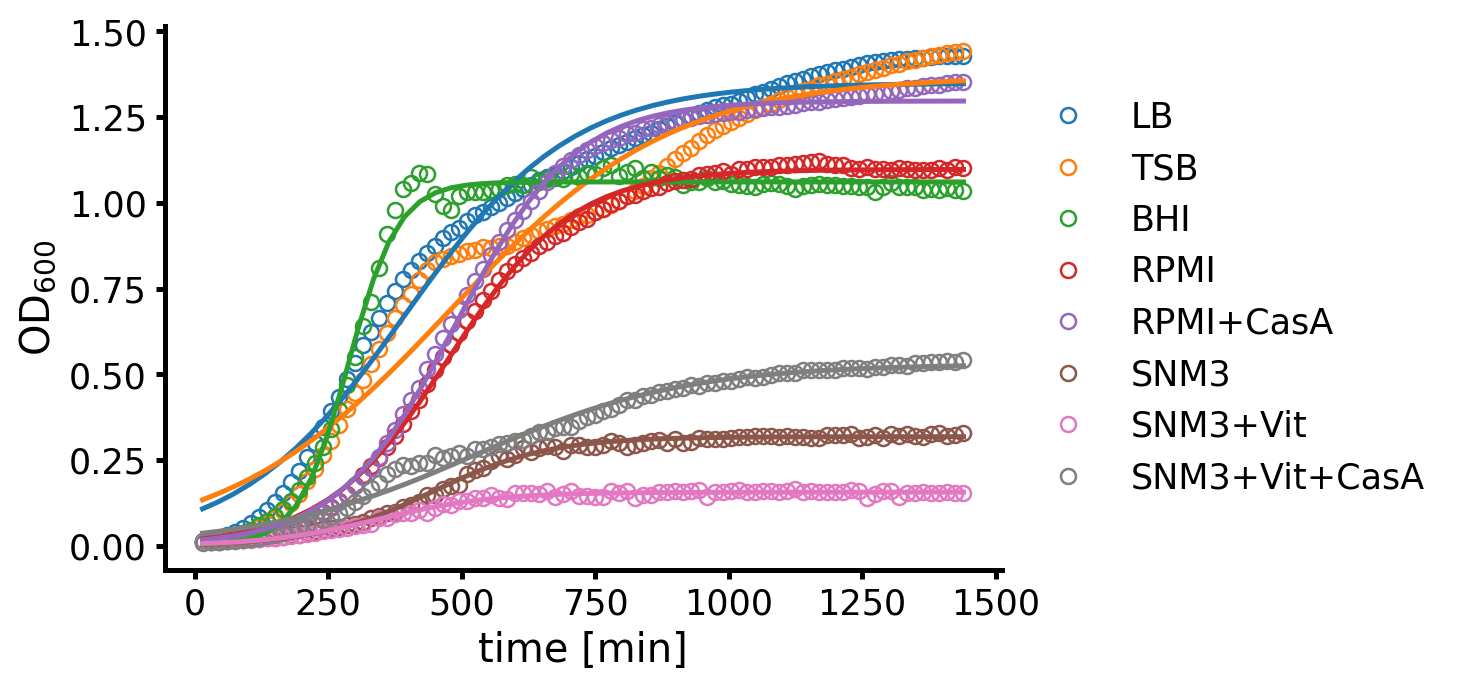 1.50
1.25
1.00
0.75
0.50
0.25
0.00
OD600
0
250
500
750
1000
1250
1500
time [min]
LB
TSB
BHI
RPMI
RPMI+CasA
SNM3
SNM3+Vit
SNM3+Vit+CasA